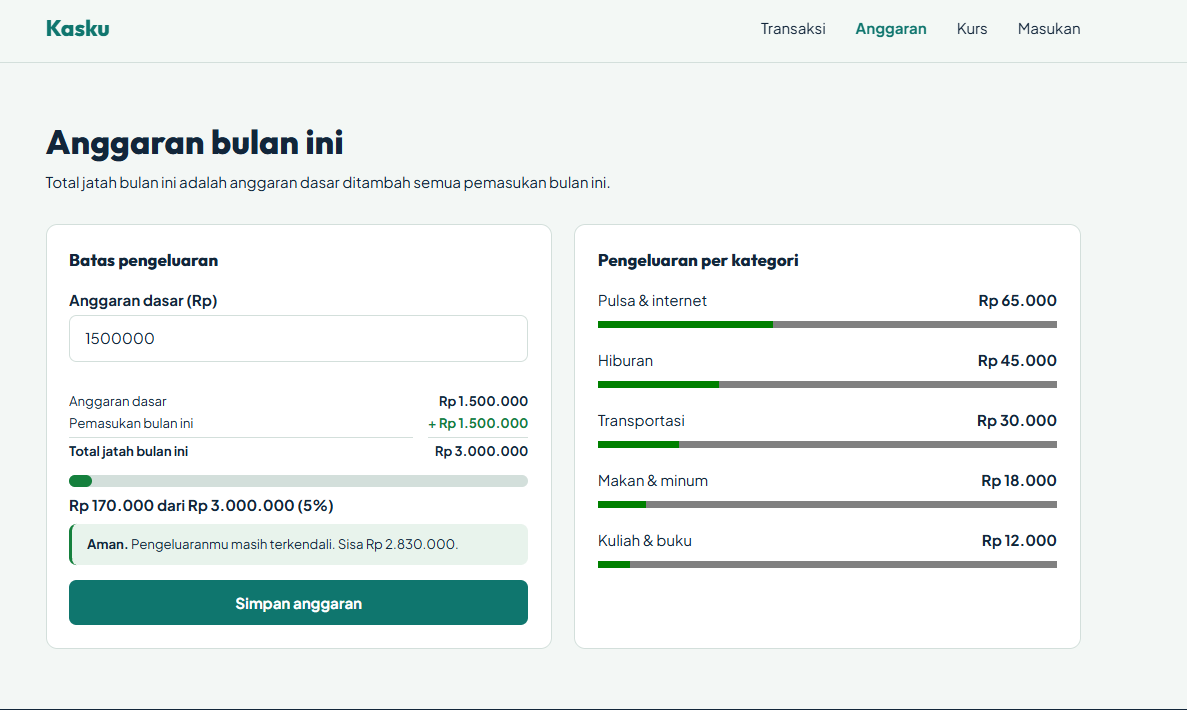 Kasku
Transaksi Anggaran Kurs Masukan
Anggaran bulan ini
Total jatah bulan ini adalah anggaran dasar ditambah semua pemasukan bulan ini.
Batas pengeluaran
Anggaran dasar (Rp)
1500000
Anggaran dasar Rp 1.500.000
Pemasukan bulan ini + Rp 1.500.000
Total jatah bulan ini Rp 3.000.000
Rp 170.000 dari Rp 3.000.000 (5%)
Aman. Pengeluaranmu masih terkendali. Sisa Rp 2.830.000.
Simpan anggaran
Pengeluaran per kategori
Pulsa & internet Rp 65.000
Hiburan Rp 45.000
Transportasi Rp 30.000
Makan & minum Rp 18.000
Kuliah & buku Rp 12.000